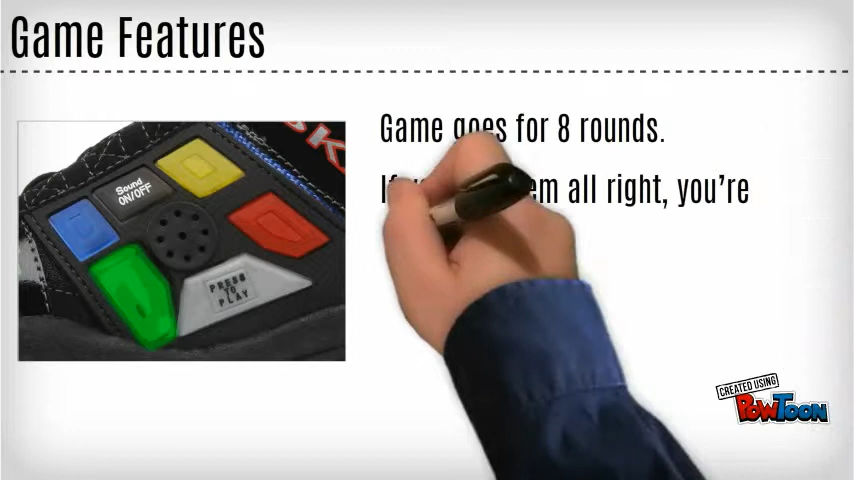 Game Features
Game goes for 8 rounds.
If all right, you're
Sound
ON/OFF
PRESS
TO
PLAY
SK
CREATED USING
POWTOON